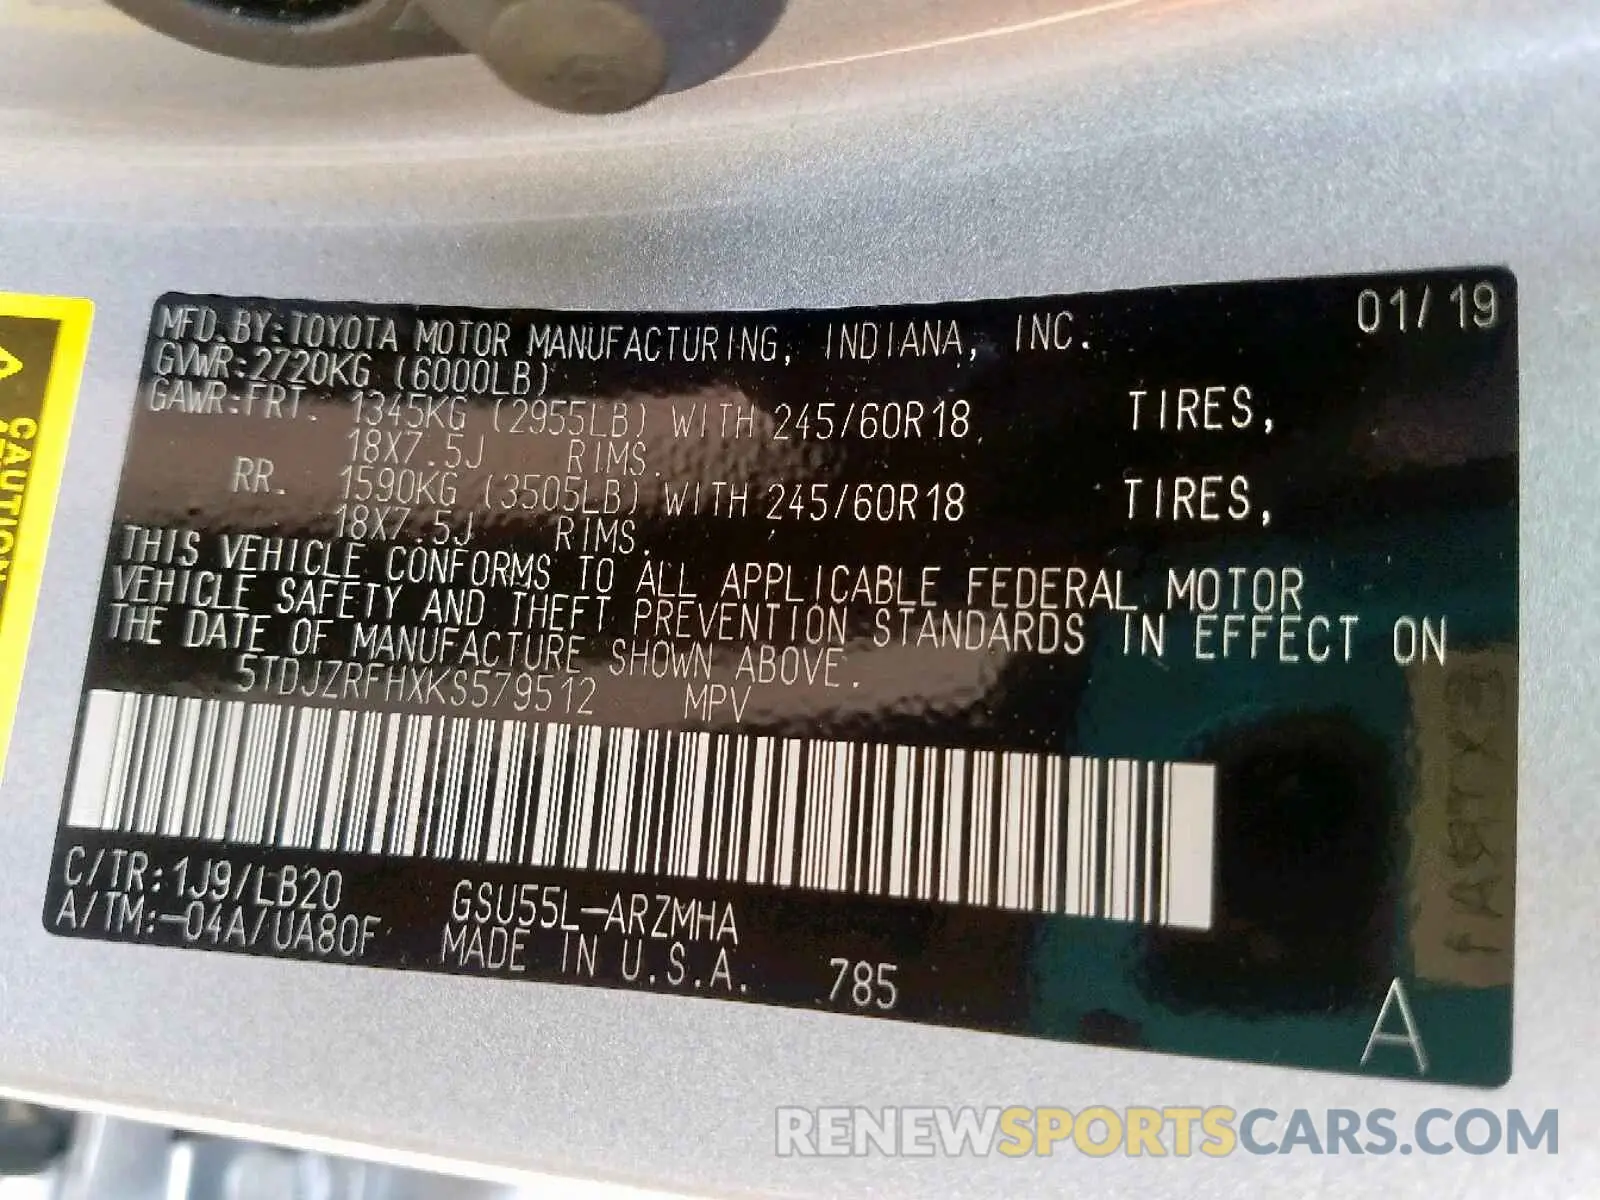 MFD.BY:TOYOTA MOTOR MANUFACTURING, INDIANA, INC. 01/19
GVWR:2720KG (6000LB)
GAWR:FRT. 1345KG (2955LB) WITH 245/60R18 TIRES,
18X7.5J RIMS.
RR. 1590KG (3505LB) WITH 245/60R18 TIRES,
18X7.5J RIMS.
THIS VEHICLE CONFORMS TO ALL APPLICABLE FEDERAL MOTOR
VEHICLE SAFETY AND THEFT PREVENTION STANDARDS IN EFFECT ON
THE DATE OF MANUFACTURE SHOWN ABOVE.
5TDJZRFHXKS579512 MPV
C/TR:1J9/LB20 GSU55L-ARZMHA
A/TM:-04A/UA80F MADE IN U.S.A. 785
A
CAUTION
RENEWSPORTSCARS.COM